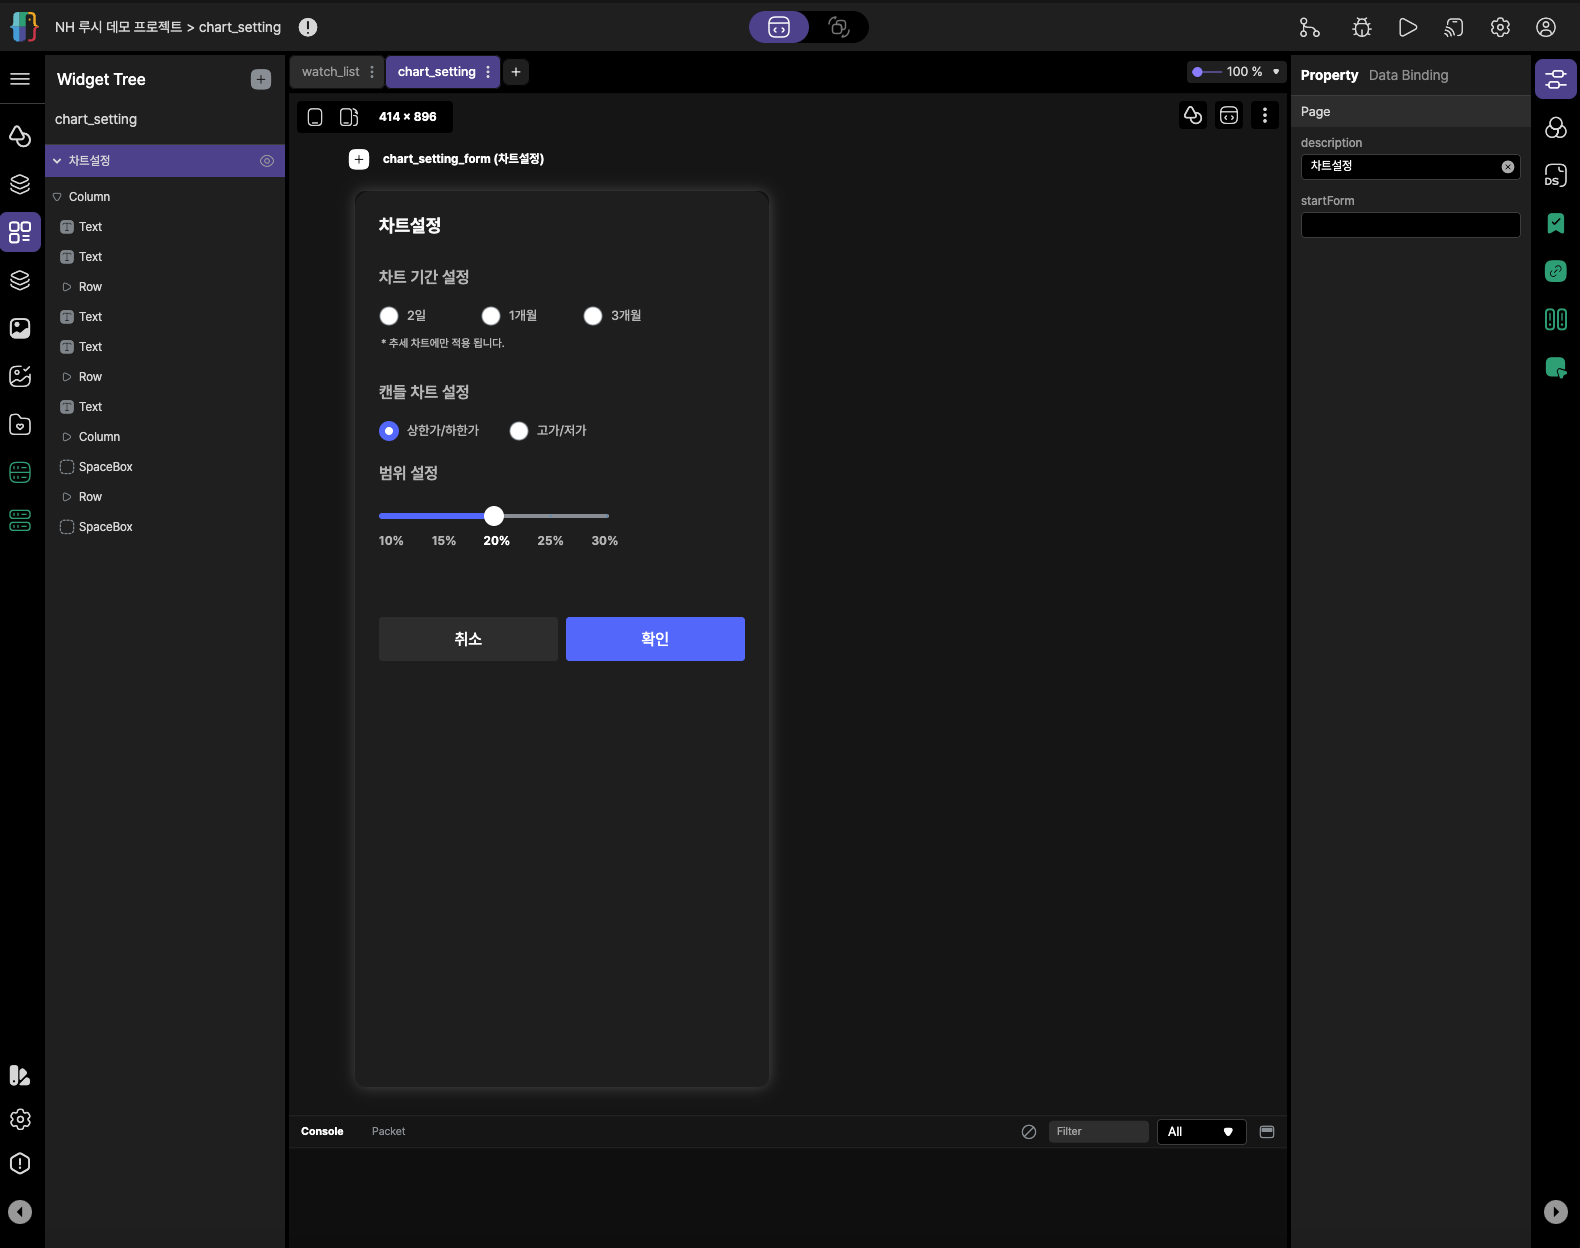 NH 루시 데모 프로젝트 > chart_setting
Widget Tree
chart_setting
차트설정
Column
Text
Text
Row
Text
Text
Row
Text
Column
SpaceBox
Row
SpaceBox
watch_list
chart_setting
100 %
414 × 896
chart_setting_form (차트설정)
차트설정
차트 기간 설정
2일 1개월 3개월
* 추세 차트에만 적용 됩니다.
캔들 차트 설정
상한가/하한가 고가/저가
범위 설정
10% 15% 20% 25% 30%
취소 확인
Console Packet
Filter
All
Property Data Binding
Page
description
차트설정
startForm
DS